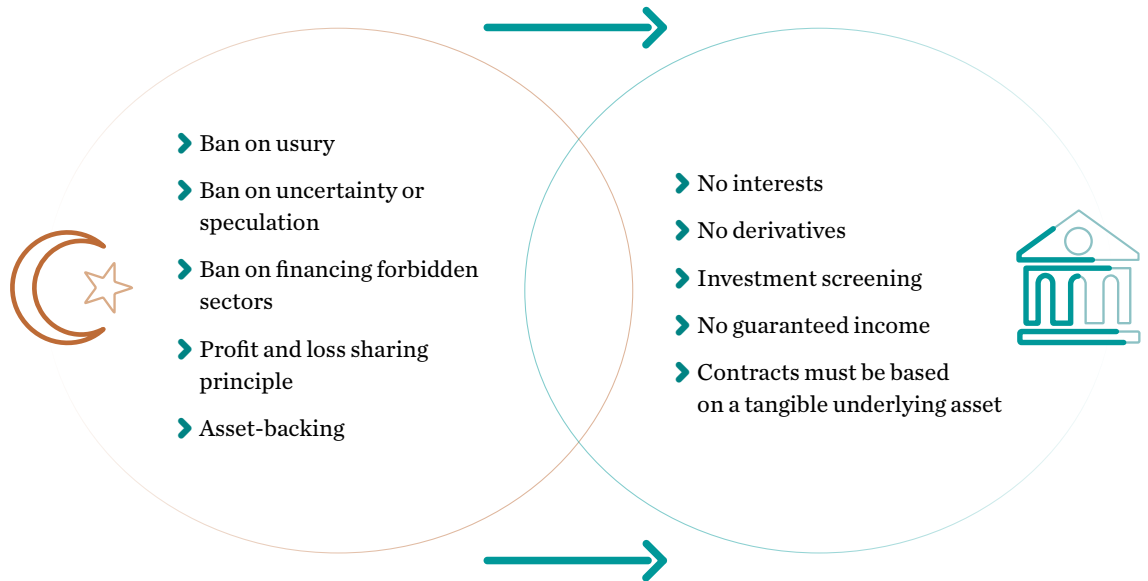 Ban on usury
Ban on uncertainty or
speculation
Ban on financing forbidden
sectors
Profit and loss sharing
principle
Asset-backing
No interests
No derivatives
Investment screening
No guaranteed income
Contracts must be based
on a tangible underlying asset